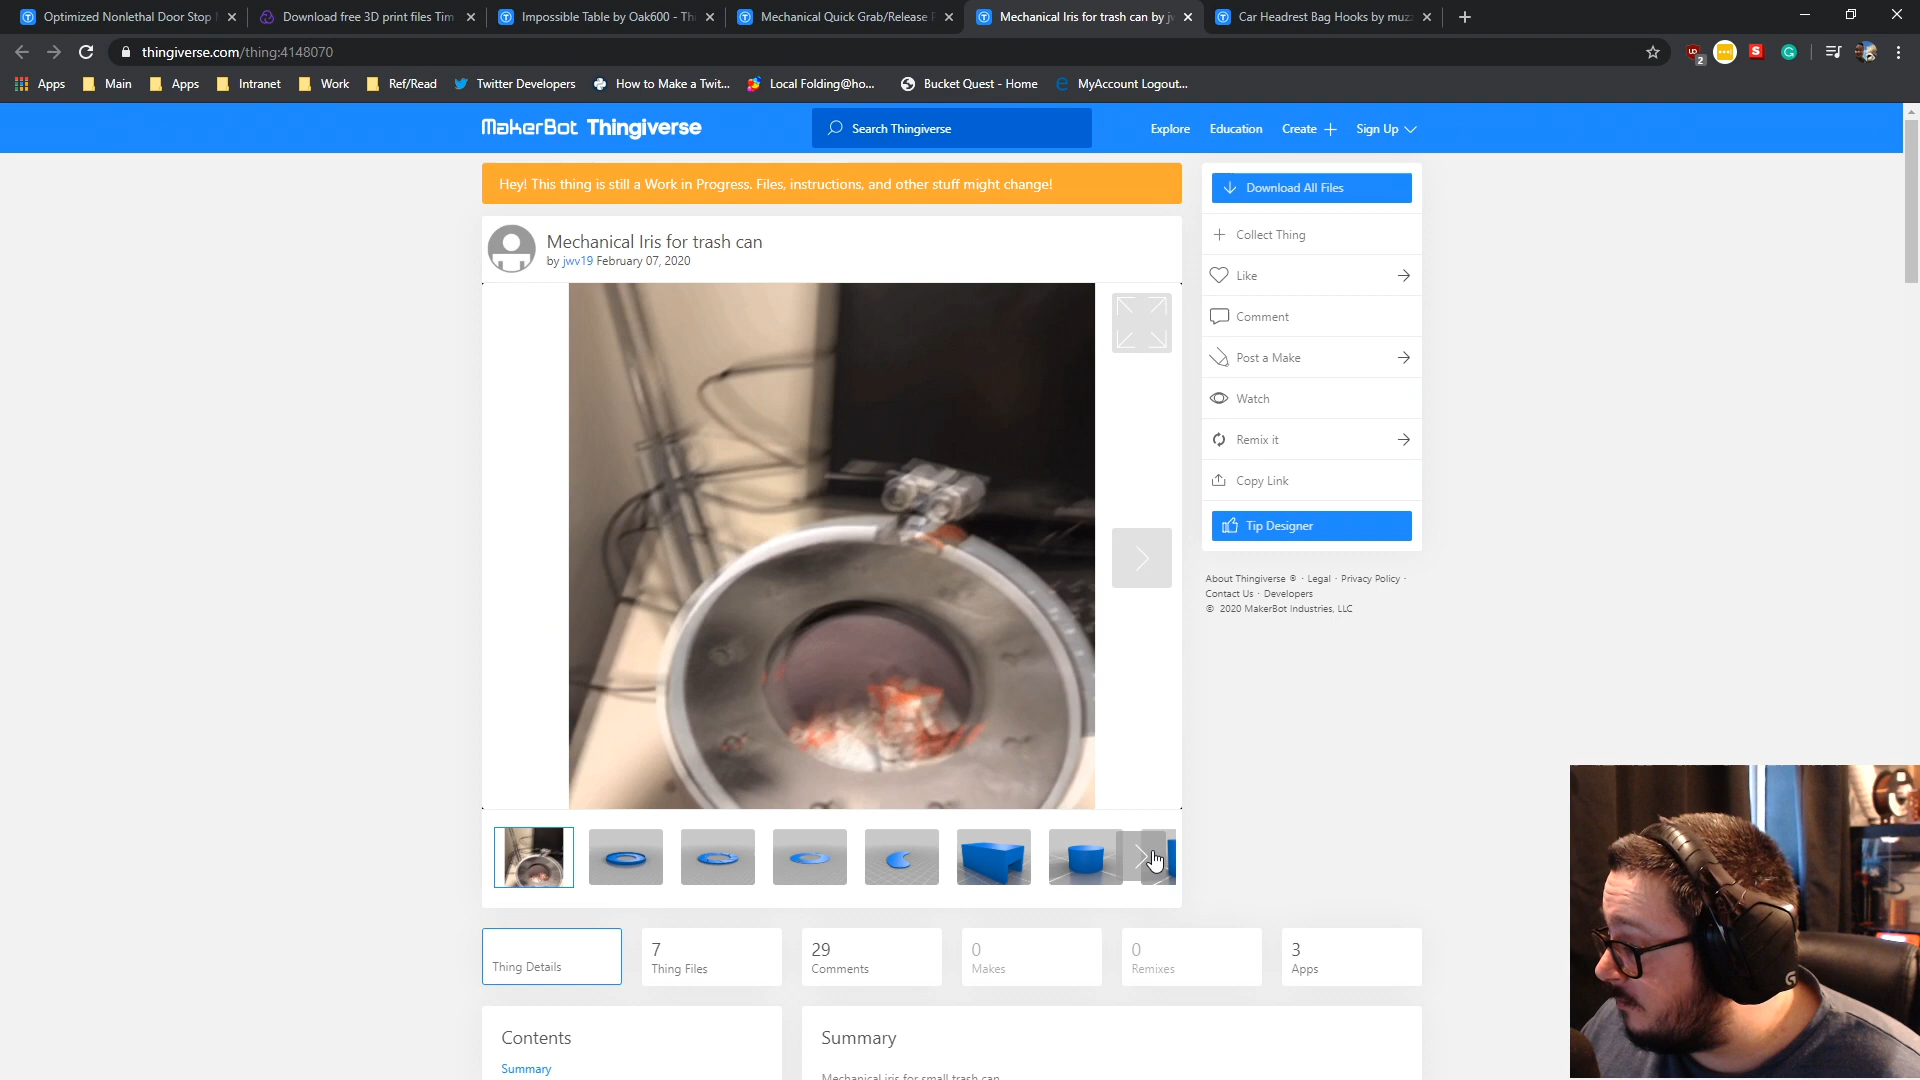 Optimized Nonlethal Door Stop
Download free 3D print files Tim
Impossible Table by Oak600 - Thi
Mechanical Quick Grab/Release
Mechanical Iris for trash can by
Car Headrest Bag Hooks by muz
thingiverse.com/thing:4148070
Apps
Main
Apps
Intranet
Work
Ref/Read
Twitter Developers
How to Make a Twit...
Local Folding@ho...
Bucket Quest - Home
MyAccount Logout...
MakerBot Thingiverse
Search Thingiverse
Explore
Education
Create
Sign Up
Hey! This thing is still a Work in Progress. Files, instructions, and other stuff might change!
Mechanical Iris for trash can
by jwv19 February 07, 2020
Download All Files
Collect Thing
Like
Comment
Post a Make
Watch
Remix it
Copy Link
Tip Designer
About Thingiverse ® · Legal · Privacy Policy ·
Contact Us · Developers
© 2020 MakerBot Industries, LLC
Thing Details
7
Thing Files
29
Comments
0
Makes
0
Remixes
3
Apps
Contents
Summary
Summary
Mechanical iris for small trash can